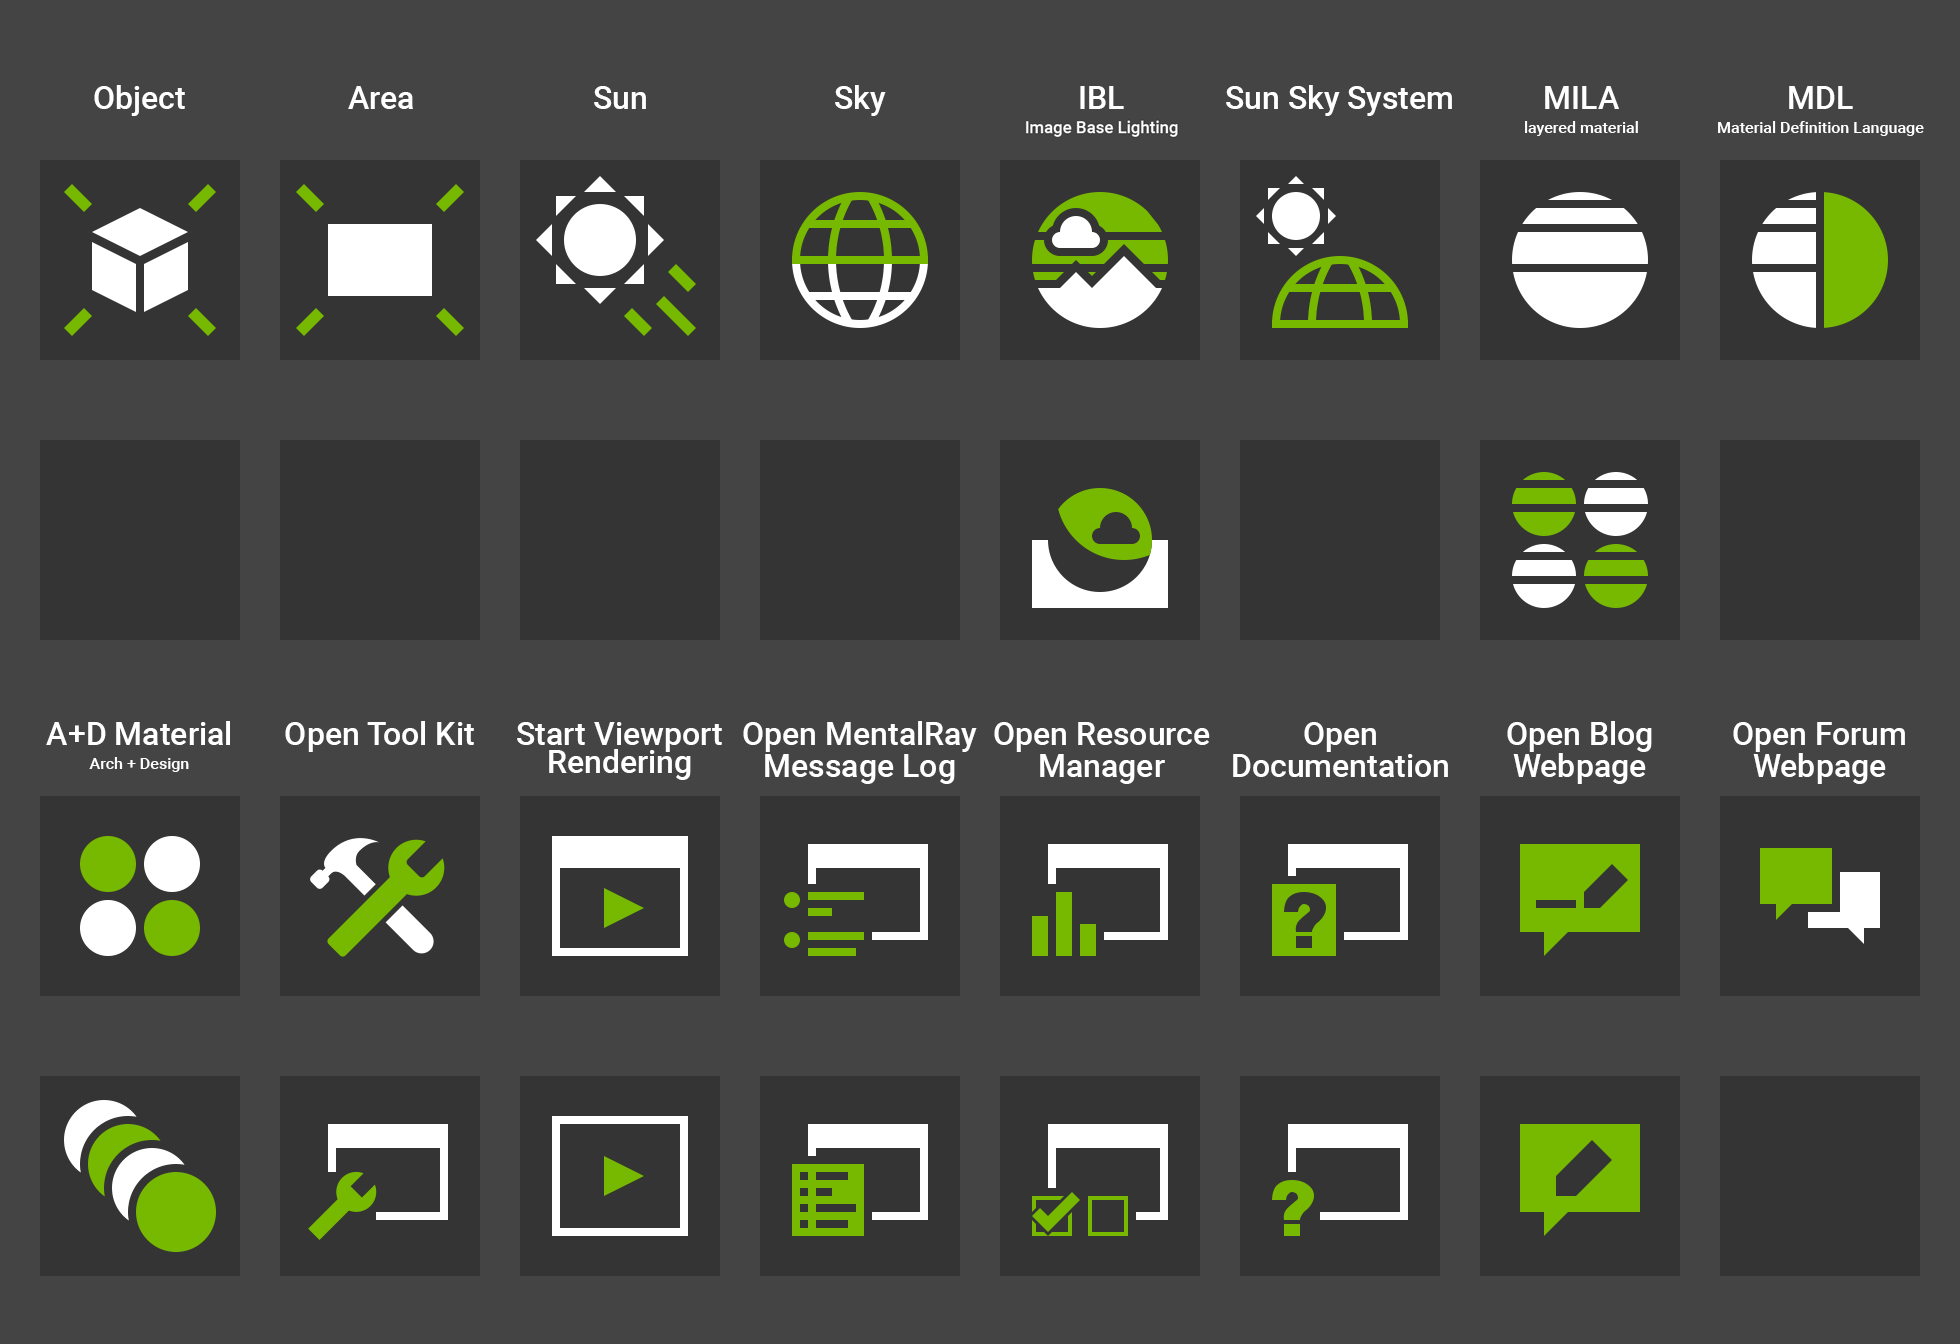 Object
Area
Sun
Sky
IBL
Image Base Lighting
Sun Sky System
MILA
layered material
MDL
Material Definition Language
A+D Material
Arch + Design
Open Tool Kit
Start Viewport
Rendering
Open MentalRay
Message Log
Open Resource
Manager
Open
Documentation
Open Blog
Webpage
Open Forum
Webpage
?
?